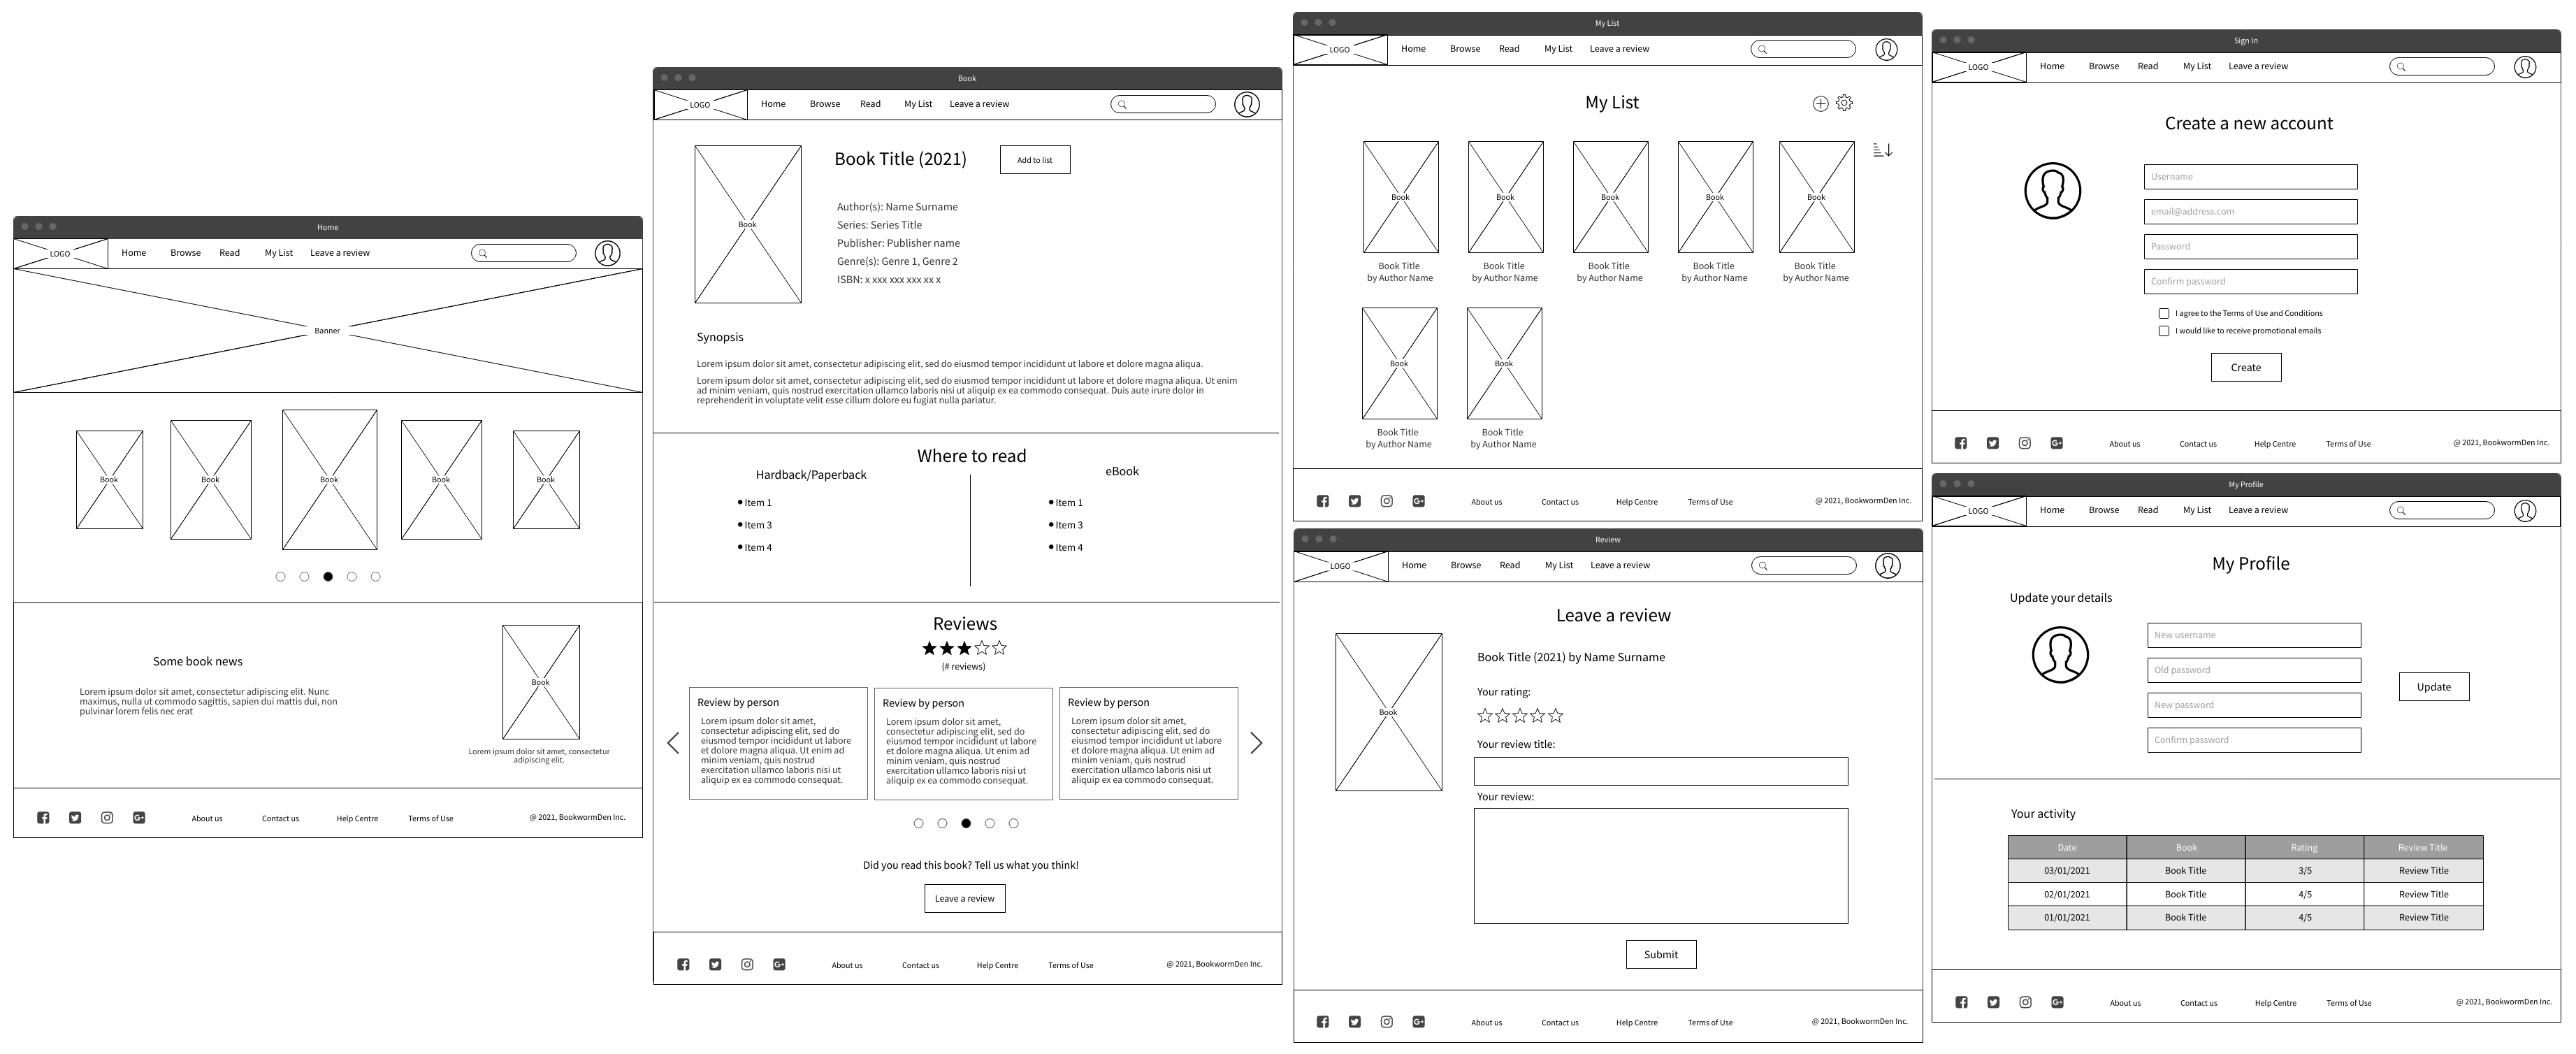 Home
LOGO
Home Browse Read My List Leave a review
Banner
Book Book Book Book Book
Some book news
Lorem ipsum dolor sit amet, consectetur adipiscing elit. Nunc
maximus, nulla ut commodo sagittis, sapien dui mattis dui, non
pulvinar lorem felis nec erat
Book
Lorem ipsum dolor sit amet, consectetur
adipiscing elit.
About us Contact us Help Centre Terms of Use @ 2021, BookwormDen Inc.
Book
LOGO
Home Browse Read My List Leave a review
Book
Book Title (2021)
Add to list
Author(s): Name Surname
Series: Series Title
Publisher: Publisher name
Genre(s): Genre 1, Genre 2
ISBN: x xxx xxx xxx xx x
Synopsis
Lorem ipsum dolor sit amet, consectetur adipiscing elit, sed do eiusmod tempor incididunt ut labore et dolore magna aliqua.
Lorem ipsum dolor sit amet, consectetur adipiscing elit, sed do eiusmod tempor incididunt ut labore et dolore magna aliqua. Ut enim
ad minim veniam, quis nostrud exercitation ullamco laboris nisi ut aliquip ex ea commodo consequat. Duis aute irure dolor in
reprehenderit in voluptate velit esse cillum dolore eu fugiat nulla pariatur.
Where to read
Hardback/Paperback
Item 1
Item 3
Item 4
eBook
Item 1
Item 3
Item 4
Reviews
(# reviews)
Review by person
Lorem ipsum dolor sit amet,
consectetur adipiscing elit, sed do
eiusmod tempor incididunt ut labore
et dolore magna aliqua. Ut enim ad
minim veniam, quis nostrud
exercitation ullamco laboris nisi ut
aliquip ex ea commodo consequat.
Review by person
Lorem ipsum dolor sit amet,
consectetur adipiscing elit, sed do
eiusmod tempor incididunt ut labore
et dolore magna aliqua. Ut enim ad
minim veniam, quis nostrud
exercitation ullamco laboris nisi ut
aliquip ex ea commodo consequat.
Review by person
Lorem ipsum dolor sit amet,
consectetur adipiscing elit, sed do
eiusmod tempor incididunt ut labore
et dolore magna aliqua. Ut enim ad
minim veniam, quis nostrud
exercitation ullamco laboris nisi ut
aliquip ex ea commodo consequat.
Did you read this book? Tell us what you think!
Leave a review
About us Contact us Help Centre Terms of Use @ 2021, BookwormDen Inc.
My List
LOGO
Home Browse Read My List Leave a review
My List
Book Book Book Book Book
Book Title Book Title Book Title Book Title Book Title
by Author Name by Author Name by Author Name by Author Name by Author Name
Book Book
Book Title Book Title
by Author Name by Author Name
About us Contact us Help Centre Terms of Use @ 2021, BookwormDen Inc.
Review
LOGO
Home Browse Read My List Leave a review
Leave a review
Book
Book Title (2021) by Name Surname
Your rating:
Your review title:
Your review:
Submit
About us Contact us Help Centre Terms of Use @ 2021, BookwormDen Inc.
Sign In
LOGO
Home Browse Read My List Leave a review
Create a new account
Username
email@address.com
Password
Confirm password
I agree to the Terms of Use and Conditions
I would like to receive promotional emails
Create
About us Contact us Help Centre Terms of Use @ 2021, BookwormDen Inc.
My Profile
LOGO
Home Browse Read My List Leave a review
My Profile
Update your details
New username
Old password
New password
Confirm password
Update
Your activity
Date Book Rating Review Title
03/01/2021 Book Title 3/5 Review Title
02/01/2021 Book Title 4/5 Review Title
01/01/2021 Book Title 4/5 Review Title
About us Contact us Help Centre Terms of Use @ 2021, BookwormDen Inc.